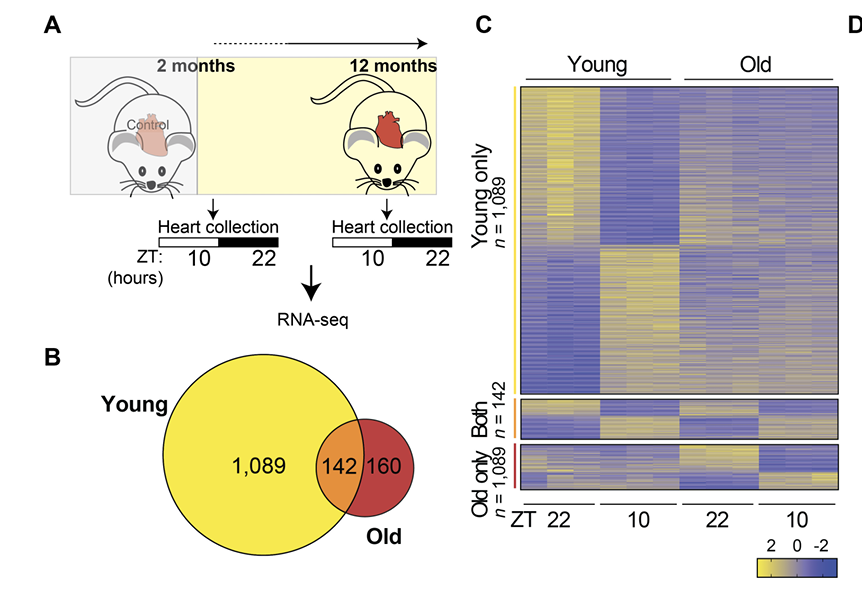 A
2 months
12 months
Control
Heart collection
Heart collection
ZT:
10
22
10
22
(hours)
RNA-seq
B
Young
1,089
142
160
Old
C
Young
Old
Young only
n = 1,089
Both
n = 142
Old only
n = 1,089
ZT 22
10
22
10
2 0 -2
D